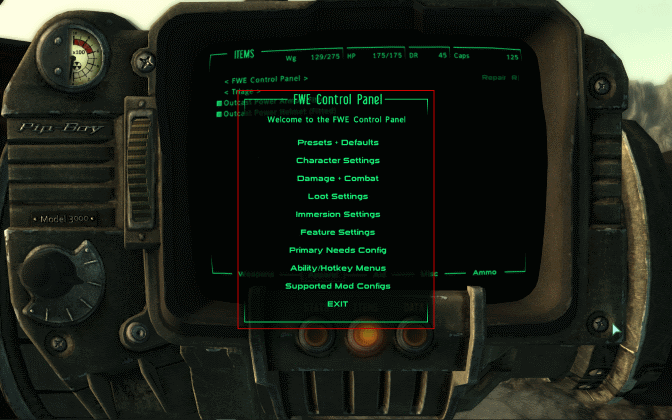 x300
ITEMS Wg 129/275 HP 175/175 DR 45 Caps 125
< FWE Control Panel >
Repair R:
< Triage >
Outcast Power
Outcast Power
Pip-Boy
Model 3000
FWE Control Panel
Welcome to the FWE Control Panel
Presets + Defaults
Character Settings
Damage + Combat
Loot Settings
Immersion Settings
Feature Settings
Primary Needs Config
Ability/Hotkey Menus
Supported Mod Configs
EXIT
Ammo